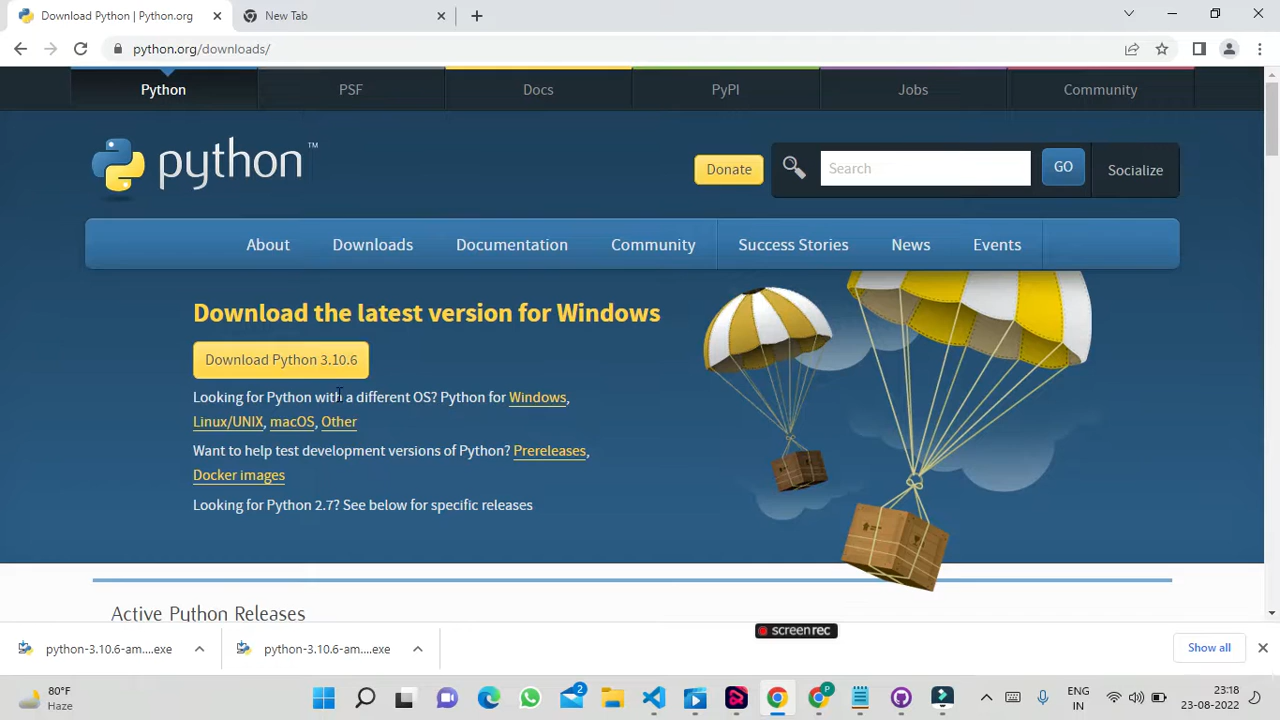 Download Python | Python.org
New Tab
python.org/downloads/
Python
PSF
Docs
PyPI
Jobs
Community
python™
Donate
Search
GO
Socialize
About
Downloads
Documentation
Community
Success Stories
News
Events
Download the latest version for Windows
Download Python 3.10.6
Looking for Python with a different OS? Python for Windows,
Linux/UNIX, macOS, Other
Want to help test development versions of Python? Prereleases,
Docker images
Looking for Python 2.7? See below for specific releases
Active Python Releases
screenrec
python-3.10.6-am....exe
python-3.10.6-am....exe
Show all
80°F
Haze
2
P
ENG
IN
23:18
23-08-2022